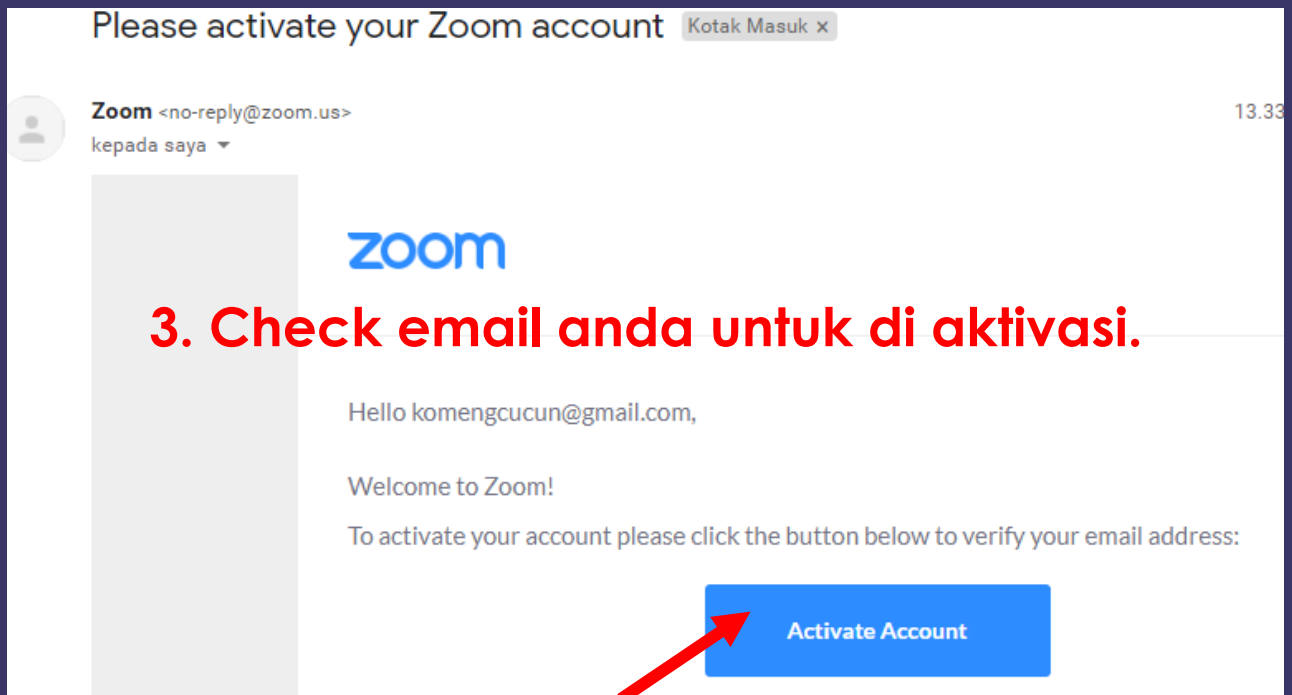 Please activate your Zoom account Kotak Masuk x
Zoom <no-reply@zoom.us> 13.33
kepada saya
zoom
3. Check email anda untuk di aktivasi.
Hello komengcucun@gmail.com,
Welcome to Zoom!
To activate your account please click the button below to verify your email address:
Activate Account